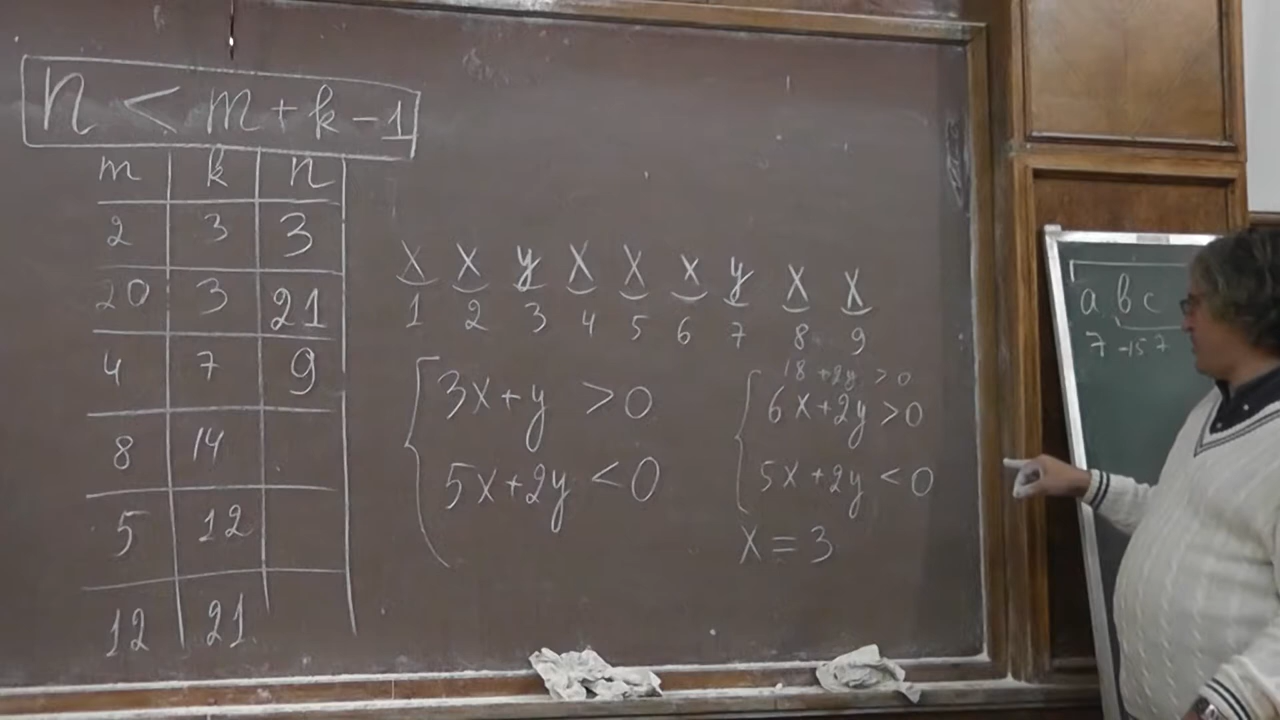 n < m + k - 1
m k n
2 3 3
20 3 21
4 7 9
8 14
5 12
12 21
x x y x x x y x x
1 2 3 4 5 6 7 8 9
3x + y > 0
5x + 2y < 0
18 + 2y > 0
6x + 2y > 0
5x + 2y < 0
x = 3
a b c
7 -15 7